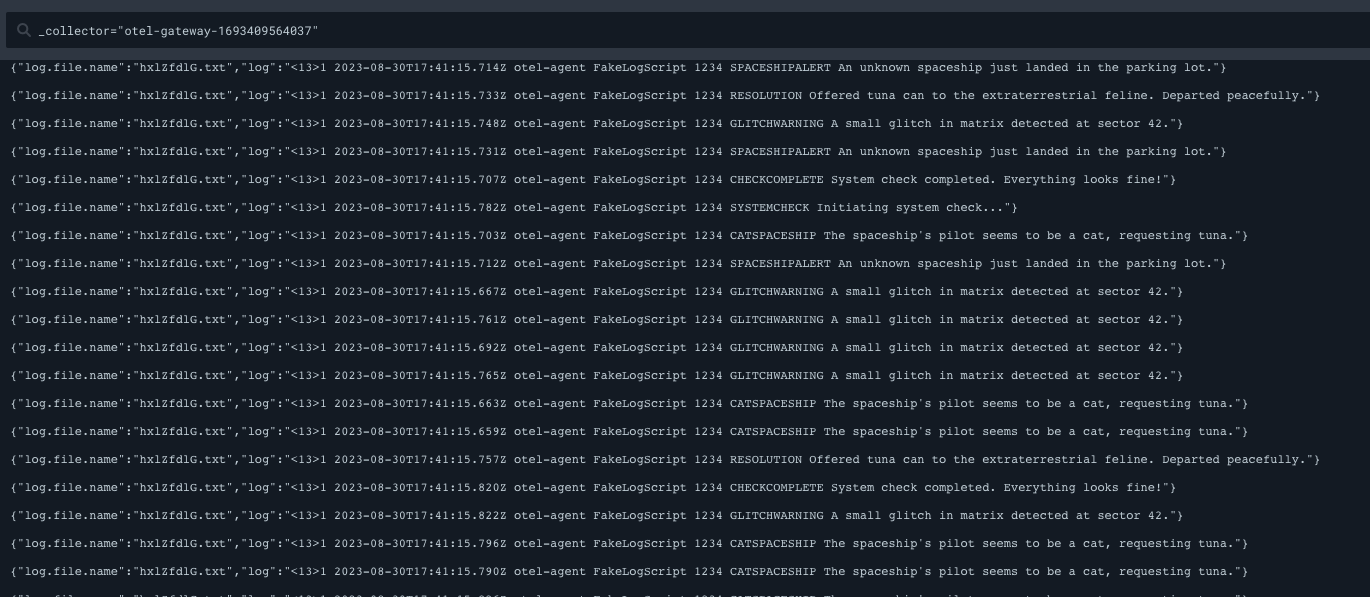 _collector="otel-gateway-1693409564037"
{"log.file.name":"hxlZfdlG.txt","log":"<13>1 2023-08-30T17:41:15.714Z otel-agent FakeLogScript 1234 SPACESHIPALERT An unknown spaceship just landed in the parking lot."}
{"log.file.name":"hxlZfdlG.txt","log":"<13>1 2023-08-30T17:41:15.733Z otel-agent FakeLogScript 1234 RESOLUTION Offered tuna can to the extraterrestrial feline. Departed peacefully."}
{"log.file.name":"hxlZfdlG.txt","log":"<13>1 2023-08-30T17:41:15.748Z otel-agent FakeLogScript 1234 GLITCHWARNING A small glitch in matrix detected at sector 42."}
{"log.file.name":"hxlZfdlG.txt","log":"<13>1 2023-08-30T17:41:15.731Z otel-agent FakeLogScript 1234 SPACESHIPALERT An unknown spaceship just landed in the parking lot."}
{"log.file.name":"hxlZfdlG.txt","log":"<13>1 2023-08-30T17:41:15.707Z otel-agent FakeLogScript 1234 CHECKCOMPLETE System check completed. Everything looks fine!"}
{"log.file.name":"hxlZfdlG.txt","log":"<13>1 2023-08-30T17:41:15.782Z otel-agent FakeLogScript 1234 SYSTEMCHECK Initiating system check..."}
{"log.file.name":"hxlZfdlG.txt","log":"<13>1 2023-08-30T17:41:15.703Z otel-agent FakeLogScript 1234 CATSPACESHIP The spaceship's pilot seems to be a cat, requesting tuna."}
{"log.file.name":"hxlZfdlG.txt","log":"<13>1 2023-08-30T17:41:15.712Z otel-agent FakeLogScript 1234 SPACESHIPALERT An unknown spaceship just landed in the parking lot."}
{"log.file.name":"hxlZfdlG.txt","log":"<13>1 2023-08-30T17:41:15.667Z otel-agent FakeLogScript 1234 GLITCHWARNING A small glitch in matrix detected at sector 42."}
{"log.file.name":"hxlZfdlG.txt","log":"<13>1 2023-08-30T17:41:15.761Z otel-agent FakeLogScript 1234 GLITCHWARNING A small glitch in matrix detected at sector 42."}
{"log.file.name":"hxlZfdlG.txt","log":"<13>1 2023-08-30T17:41:15.692Z otel-agent FakeLogScript 1234 GLITCHWARNING A small glitch in matrix detected at sector 42."}
{"log.file.name":"hxlZfdlG.txt","log":"<13>1 2023-08-30T17:41:15.765Z otel-agent FakeLogScript 1234 GLITCHWARNING A small glitch in matrix detected at sector 42."}
{"log.file.name":"hxlZfdlG.txt","log":"<13>1 2023-08-30T17:41:15.663Z otel-agent FakeLogScript 1234 CATSPACESHIP The spaceship's pilot seems to be a cat, requesting tuna."}
{"log.file.name":"hxlZfdlG.txt","log":"<13>1 2023-08-30T17:41:15.659Z otel-agent FakeLogScript 1234 CATSPACESHIP The spaceship's pilot seems to be a cat, requesting tuna."}
{"log.file.name":"hxlZfdlG.txt","log":"<13>1 2023-08-30T17:41:15.757Z otel-agent FakeLogScript 1234 RESOLUTION Offered tuna can to the extraterrestrial feline. Departed peacefully."}
{"log.file.name":"hxlZfdlG.txt","log":"<13>1 2023-08-30T17:41:15.820Z otel-agent FakeLogScript 1234 CHECKCOMPLETE System check completed. Everything looks fine!"}
{"log.file.name":"hxlZfdlG.txt","log":"<13>1 2023-08-30T17:41:15.822Z otel-agent FakeLogScript 1234 GLITCHWARNING A small glitch in matrix detected at sector 42."}
{"log.file.name":"hxlZfdlG.txt","log":"<13>1 2023-08-30T17:41:15.796Z otel-agent FakeLogScript 1234 CATSPACESHIP The spaceship's pilot seems to be a cat, requesting tuna."}
{"log.file.name":"hxlZfdlG.txt","log":"<13>1 2023-08-30T17:41:15.790Z otel-agent FakeLogScript 1234 CATSPACESHIP The spaceship's pilot seems to be a cat, requesting tuna."}